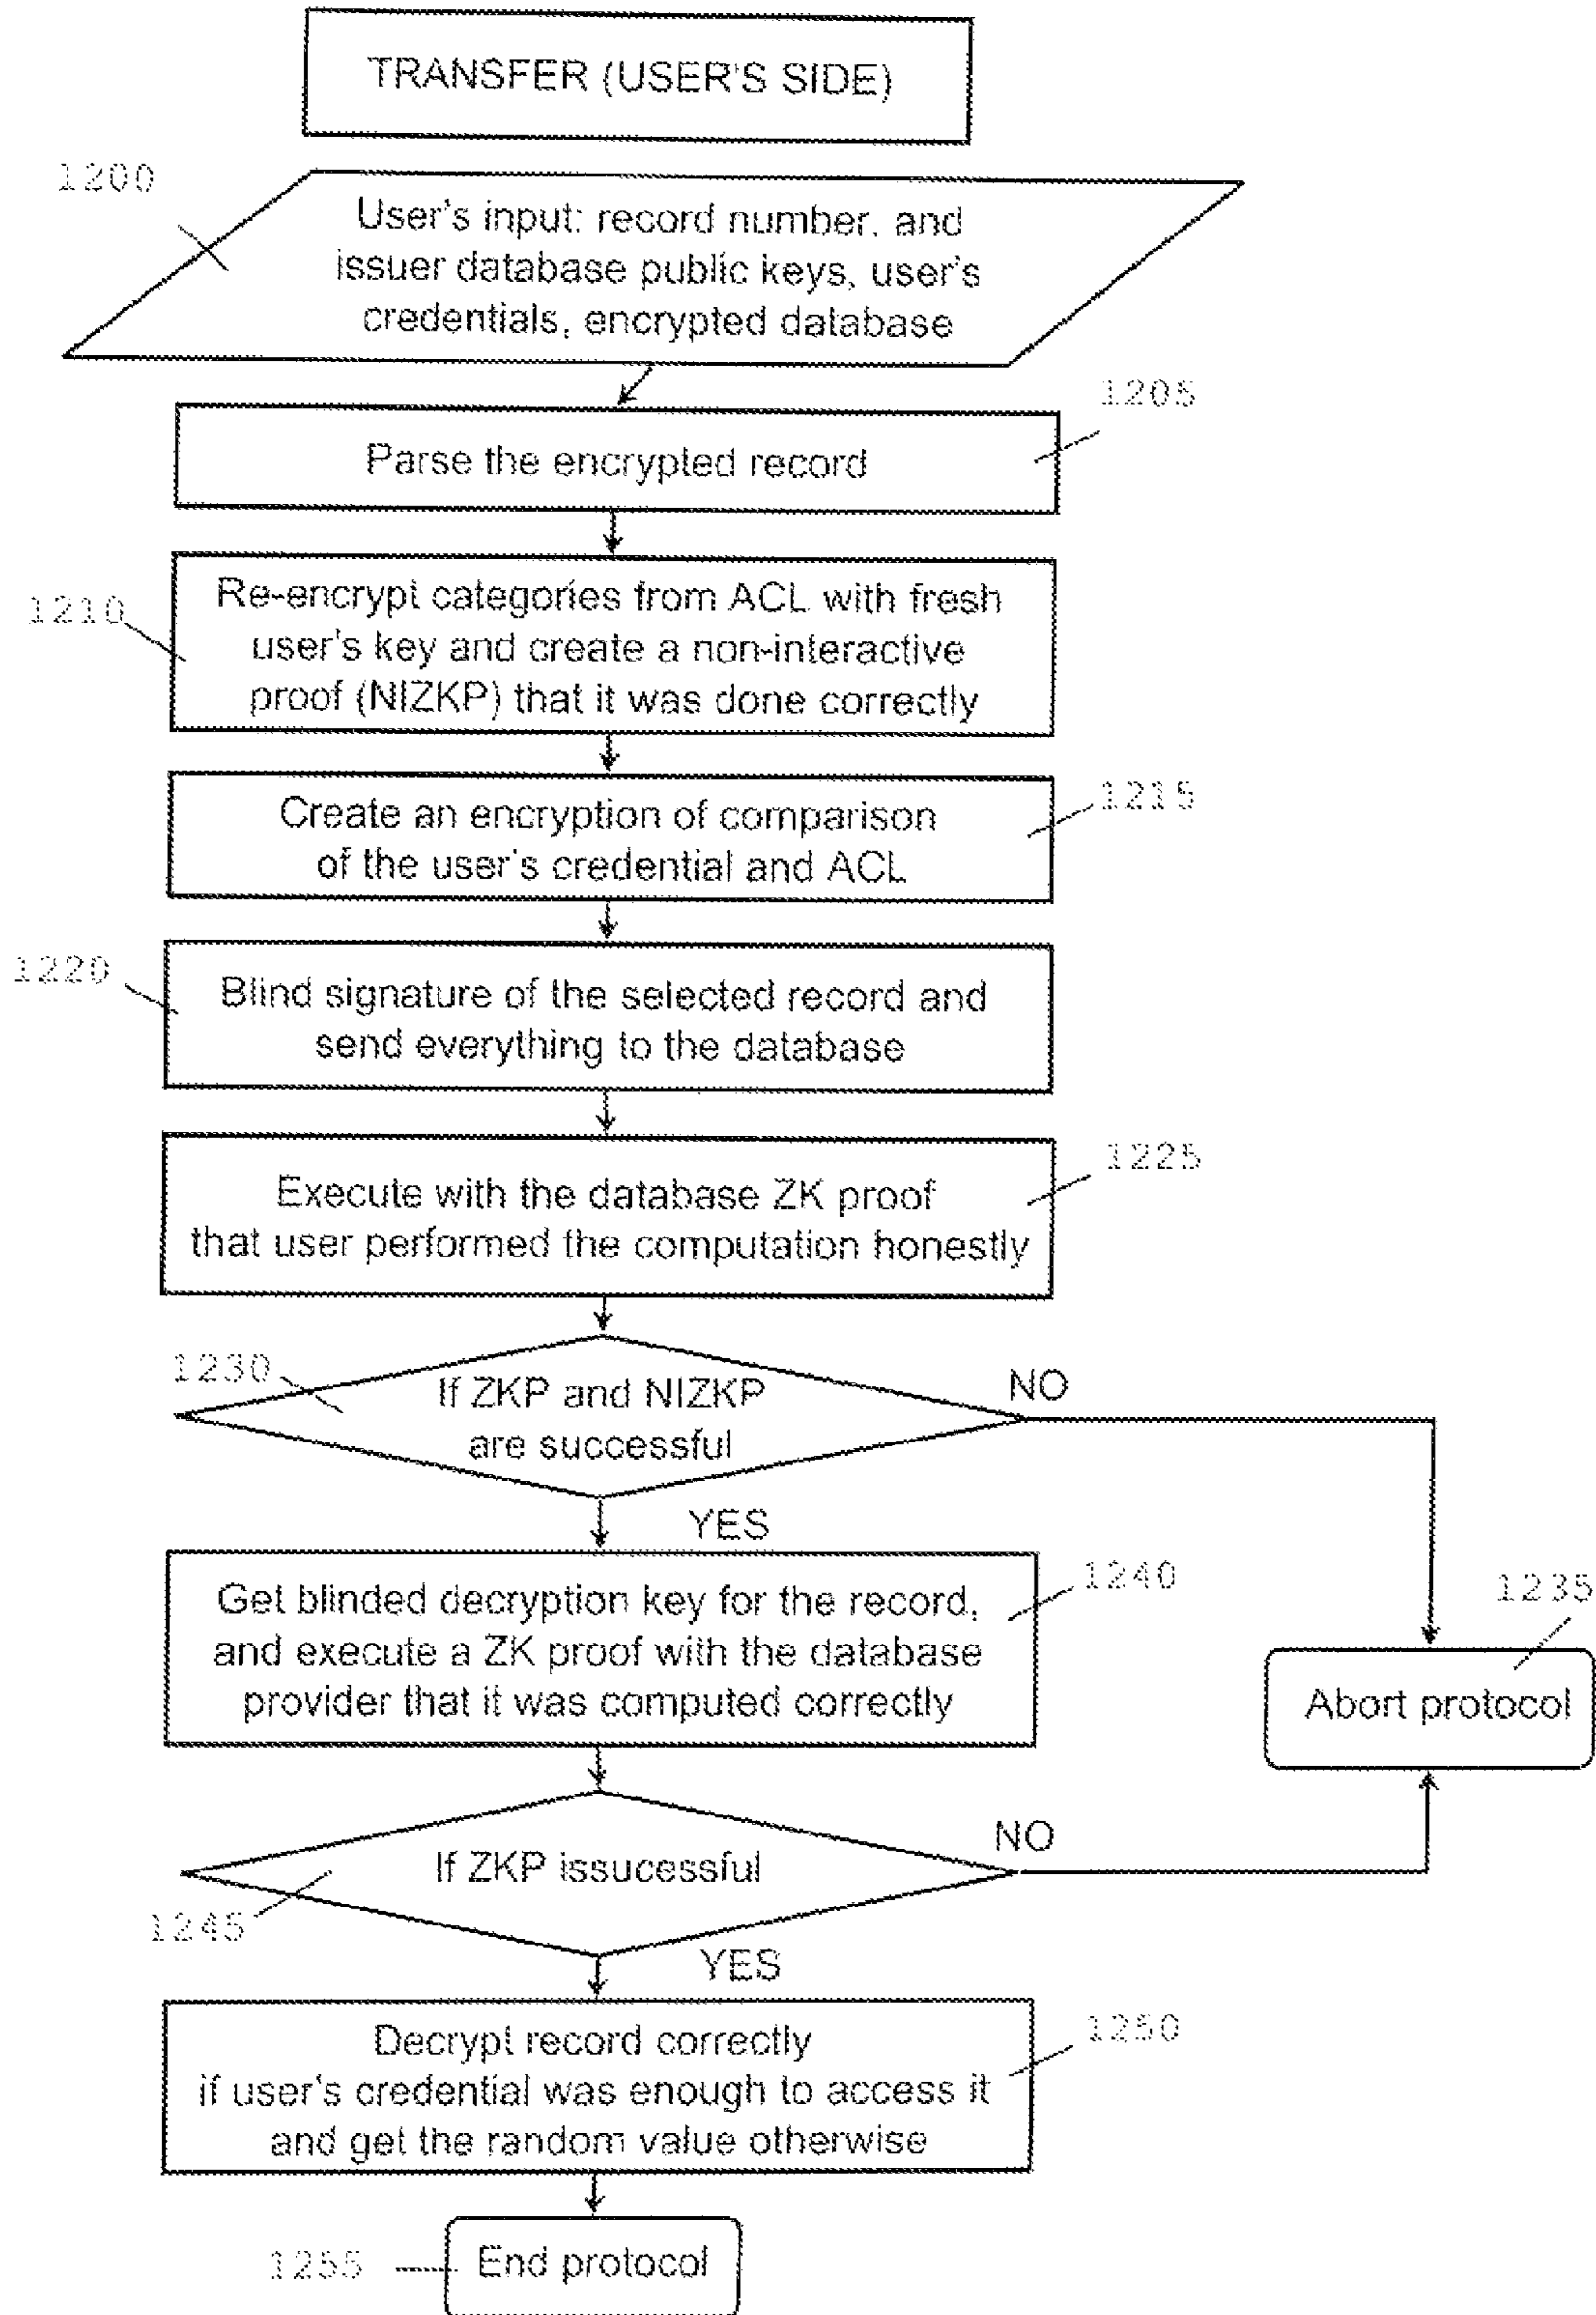 TRANSFER (USER'S SIDE)
1200
User's input: record number, and
issuer database public keys, user's
credentials, encrypted database
1205
Parse the encrypted record
1210
Re-encrypt categories from ACL with fresh
user's key and create a non-interactive
proof (NIZKP) that it was done correctly
1215
Create an encryption of comparison
of the user's credential and ACL
1220
Blind signature of the selected record and
send everything to the database
1225
Execute with the database ZK proof
that user performed the computation honestly
1230
If ZKP and NIZKP
are successful
NO
YES
1240
Get blinded decryption key for the record,
and execute a ZK proof with the database
provider that it was computed correctly
1235
Abort protocol
1245
If ZKP issucessful
NO
YES
1250
Decrypt record correctly
if user's credential was enough to access it
and get the random value otherwise
1255
End protocol